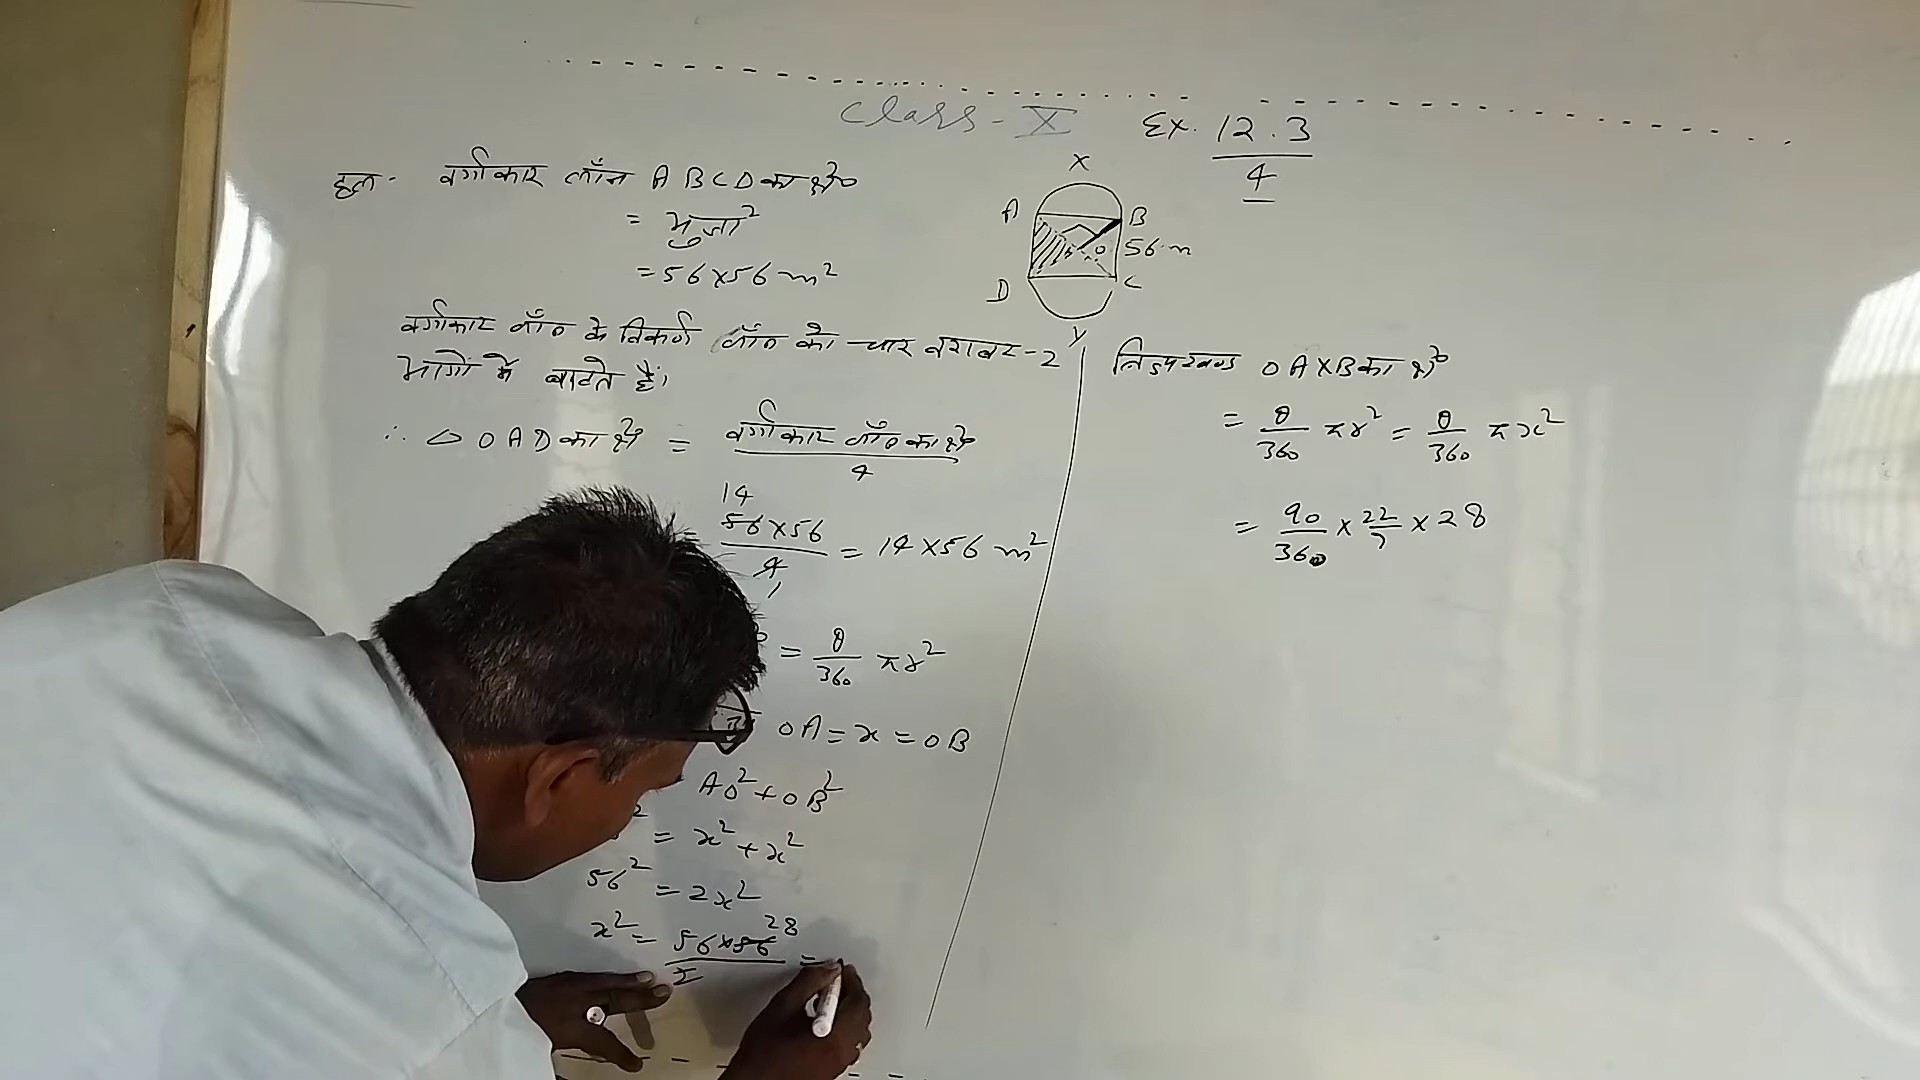 Class - X Ex. 12.3
4
हल - वर्गाकार लॉन ABCD का क्षे०
= भुजा²
= 56×56 m²
X
A B
56 m
O
D C
Y
वर्गाकार लॉन के विकर्ण लॉन को चार बराबर-2
भागों में बाटते हैं।
∴ △OAD का क्षे० = वर्गाकार लॉन का क्षे० / 4
14
= 56×56 / 4 = 14×56 m²
1
= θ/360 πr²
OA = x = OB
AO² + OB²
² = x² + x²
56² = 2x²
28
x² = 56×56 / 2 =
OAXB का क्षे०
= θ/360 πr² = θ/360 πx²
= 90/360 × 22/7 × 28